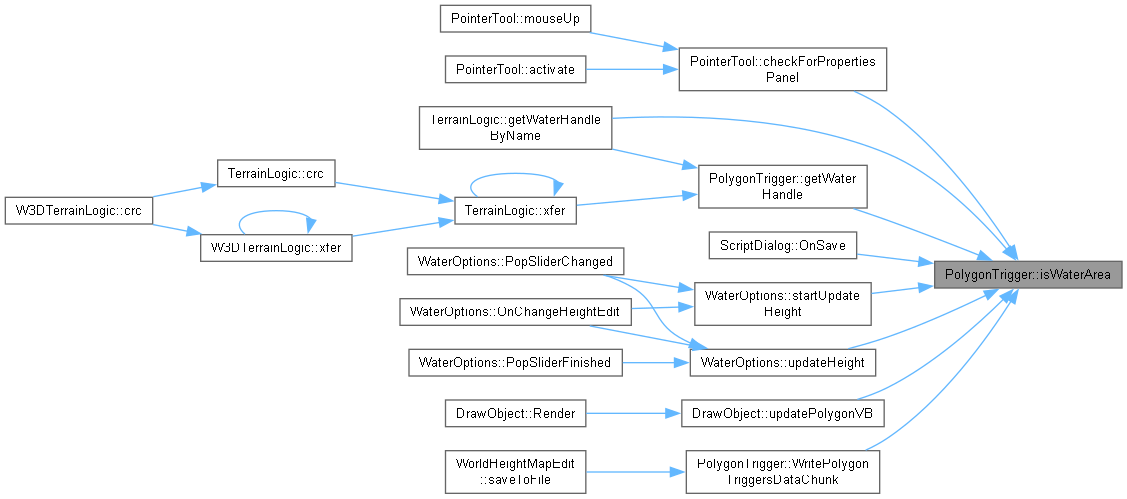 PointerTool::mouseUp
PointerTool::checkForProperties
Panel
PointerTool::activate
TerrainLogic::getWaterHandle
ByName
TerrainLogic::crc
PolygonTrigger::getWater
Handle
W3DTerrainLogic::crc
TerrainLogic::xfer
W3DTerrainLogic::xfer
ScriptDialog::OnSave
WaterOptions::PopSliderChanged
PolygonTrigger::isWaterArea
WaterOptions::startUpdate
Height
WaterOptions::OnChangeHeightEdit
WaterOptions::PopSliderFinished
WaterOptions::updateHeight
DrawObject::Render
DrawObject::updatePolygonVB
WorldHeightMapEdit
::saveToFile
PolygonTrigger::WritePolygon
TriggersDataChunk